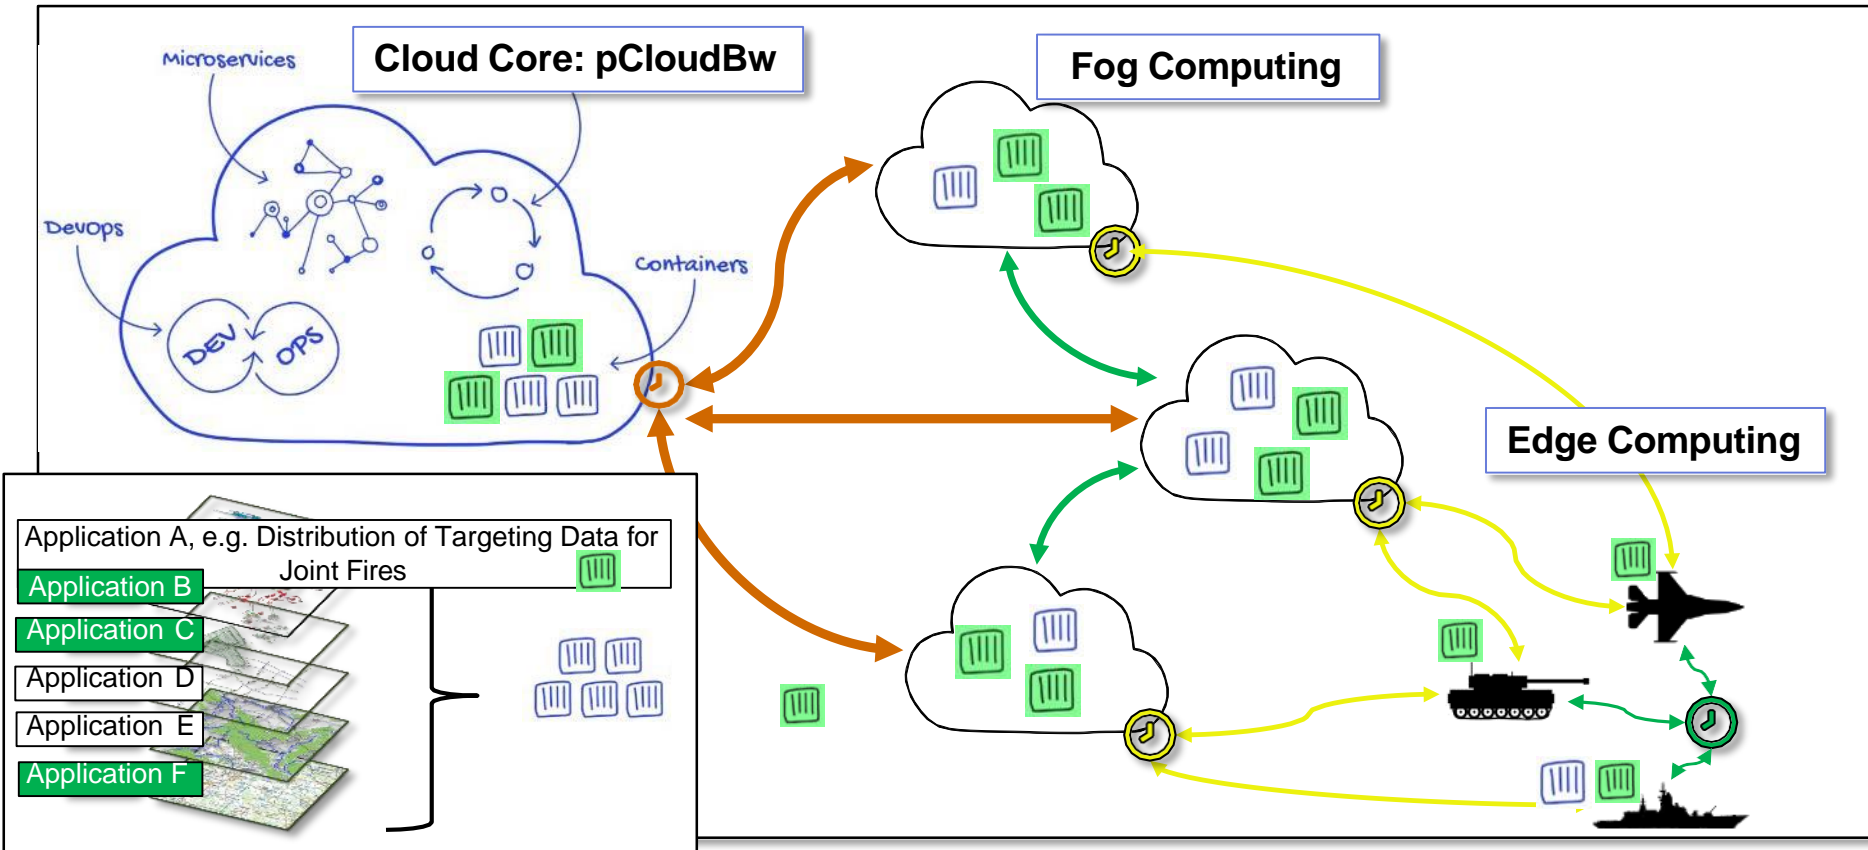 Cloud Core: pCloudBw
Fog Computing
Microservices
DevOps
Containers
DEV OPS
Edge Computing
Application A, e.g. Distribution of Targeting Data for
Joint Fires
Application B
Application C
Application D
Application E
Application F